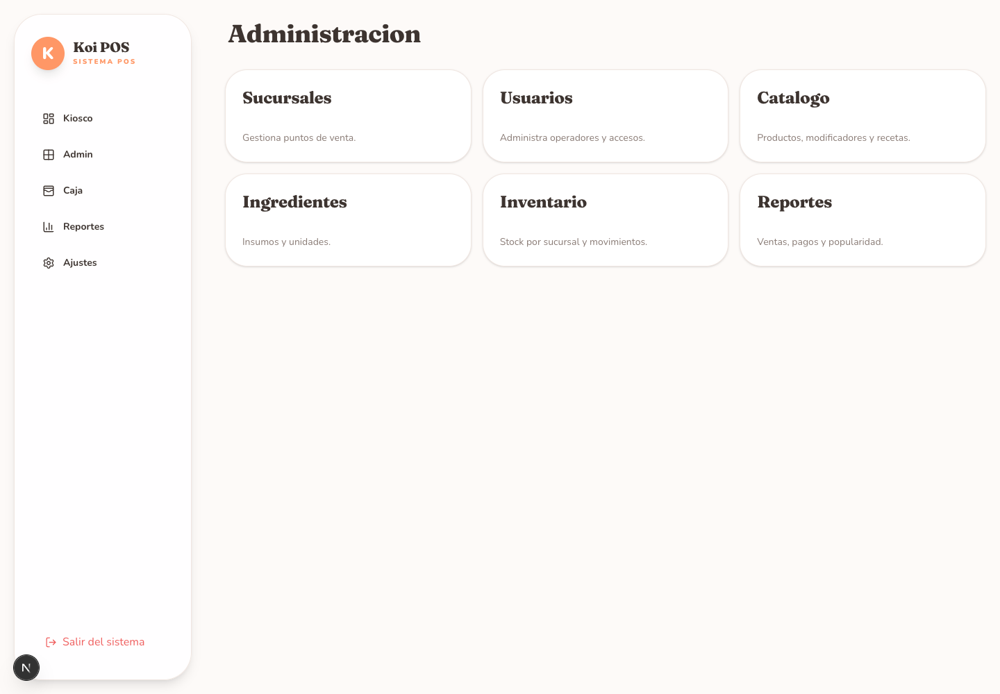 K
Koi POS
SISTEMA POS
Kiosco
Admin
Caja
Reportes
Ajustes
Salir del sistema
N
Administracion
Sucursales
Gestiona puntos de venta.
Usuarios
Administra operadores y accesos.
Catalogo
Productos, modificadores y recetas.
Ingredientes
Insumos y unidades.
Inventario
Stock por sucursal y movimientos.
Reportes
Ventas, pagos y popularidad.